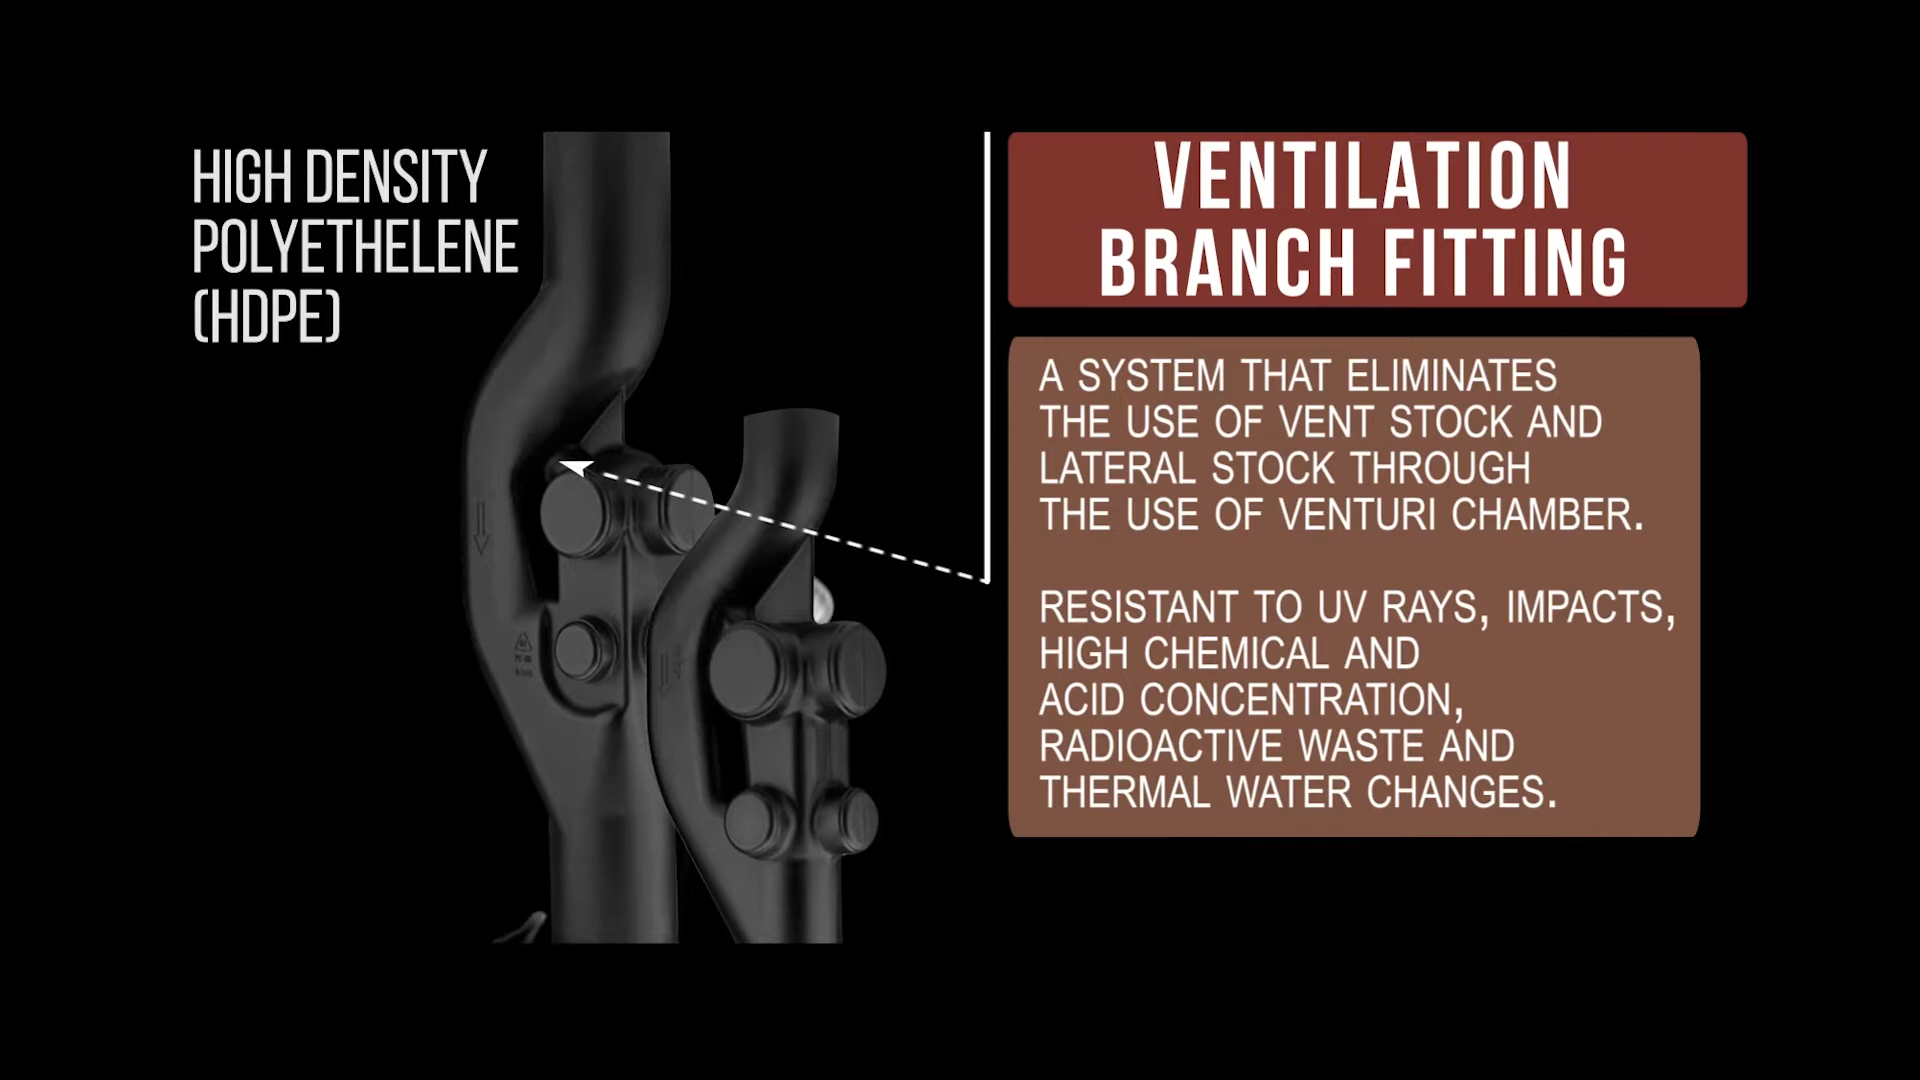 HIGH DENSITY
POLYETHELENE
(HDPE)
VENTILATION
BRANCH FITTING
A SYSTEM THAT ELIMINATES
THE USE OF VENT STOCK AND
LATERAL STOCK THROUGH
THE USE OF VENTURI CHAMBER.
RESISTANT TO UV RAYS, IMPACTS,
HIGH CHEMICAL AND
ACID CONCENTRATION,
RADIOACTIVE WASTE AND
THERMAL WATER CHANGES.